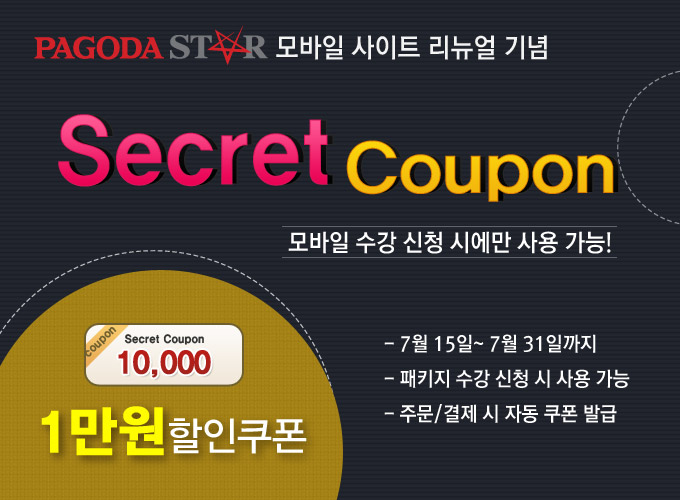 PAGODA STAR 모바일 사이트 리뉴얼 기념
Secret Coupon
모바일 수강 신청 시에만 사용 가능!
coupon
Secret Coupon
10,000
1만원할인쿠폰
- 7월 15일~ 7월 31일까지
- 패키지 수강 신청 시 사용 가능
- 주문/결제 시 자동 쿠폰 발급